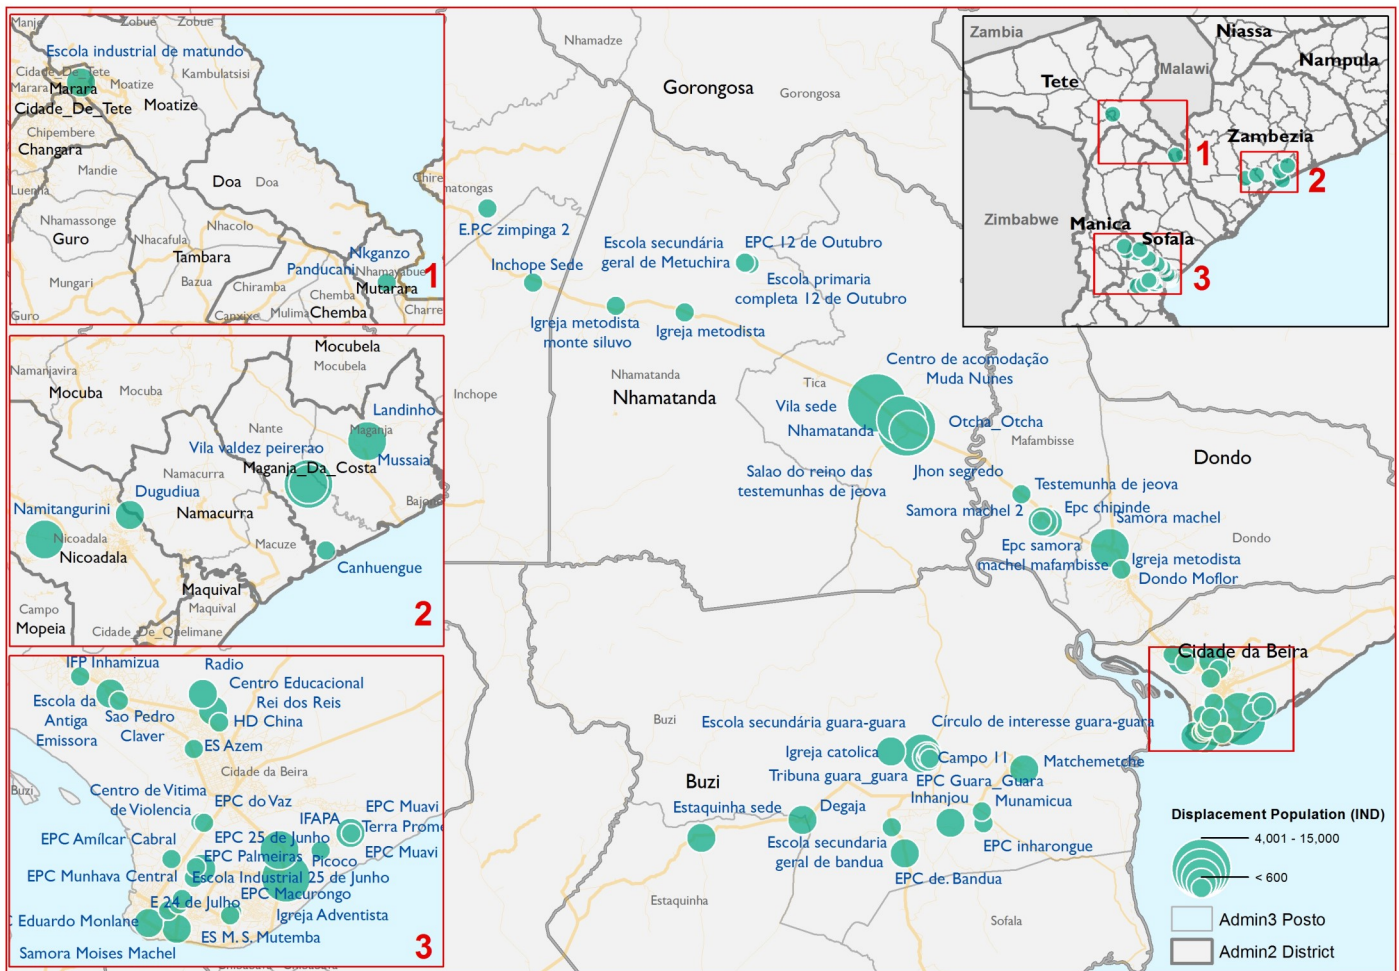 Manje
Zobue
Zobue
Escola industrial de matundo
Cidade_De_Tete
Kambulatsisi
Marara
Marara
Moatize
Moatize
Cidade_De_Tete
Chipembere
Changara
Mandie
Doa
Doa
Luenha
Nhamassonge
Guro
Nhacafula
Nhacolo
Tambara
Nkganzo
Panducani
Nhamayabue
Mungari
Bazua
Chiramba
Mutarara
Chemba
Chemba
Guro
Canxixe
Mulima
Charre
Chire
1
Mocubela
Mocubela
Namanjavira
Mocuba
Mocuba
Landinho
Nante
Maganja
Vila valdez peirerao
Mussaia
Maganja_Da_Costa
Namacurra
Dugudiua
Bajo
Namitangurini
Namacurra
Nicoadala
Nicoadala
Macuze
Canhuengue
Maquival
Maquival
Campo
Mopeia
Cidade_De_Quelimane
2
IFP Inhamizua
Radio
Centro Educacional
Rei dos Reis
Escola da
Antiga
Emissora
Sao Pedro
Claver
HD China
ES Azem
Cidade da Beira
Buzi
Centro de Vitima
de Violencia
EPC do Vaz
EPC Muavi
IFAPA
Terra Prome
EPC Amílcar Cabral
EPC 25 de Junho
EPC Palmeiras
Picoco
EPC Muavi
EPC Munhava Central
Escola Industrial 25 de Junho
EPC Macurongo
E 24 de Julho
Igreja Adventista
C Eduardo Monlane
ES M. S. Mutemba
Samora Moises Machel
3
Nhamadze
Gorongosa
Gorongosa
matongas
E.P.C zimpinga 2
Escola secundária
geral de Metuchira
EPC 12 de Outubro
Inchope Sede
Escola primaria
completa 12 de Outubro
Igreja metodista
monte siluvo
Igreja metodista
Centro de acomodação
Muda Nunes
Nhamatanda
Tica
Inchope
Nhamatanda
Vila sede
Nhamatanda
Otcha_Otcha
Mafambisse
Dondo
Salao do reino das
testemunhas de jeova
Jhon segredo
Testemunha de jeova
Samora machel 2
Epc chipinde
Samora machel
Epc samora
machel mafambisse
Dondo
Igreja metodista
Dondo Moflor
Cidade da Beira
Buzi
Escola secundária guara-guara
Círculo de interesse guara-guara
Igreja catolica
Campo 11
Matchemetche
Tribuna guara_guara
EPC Guara_Guara
Buzi
Inhanjou
Munamicua
Estaquinha sede
Degaja
Escola secundaria
geral de bandua
EPC inharongue
EPC de. Bandua
Estaquinha
Sofala
Zambia
Niassa
Malawi
Nampula
Tete
Zambezia
1
2
Zimbabwe
Manica
Sofala
3
Displacement Population (IND)
4,001 - 15,000
< 600
Admin3 Posto
Admin2 District